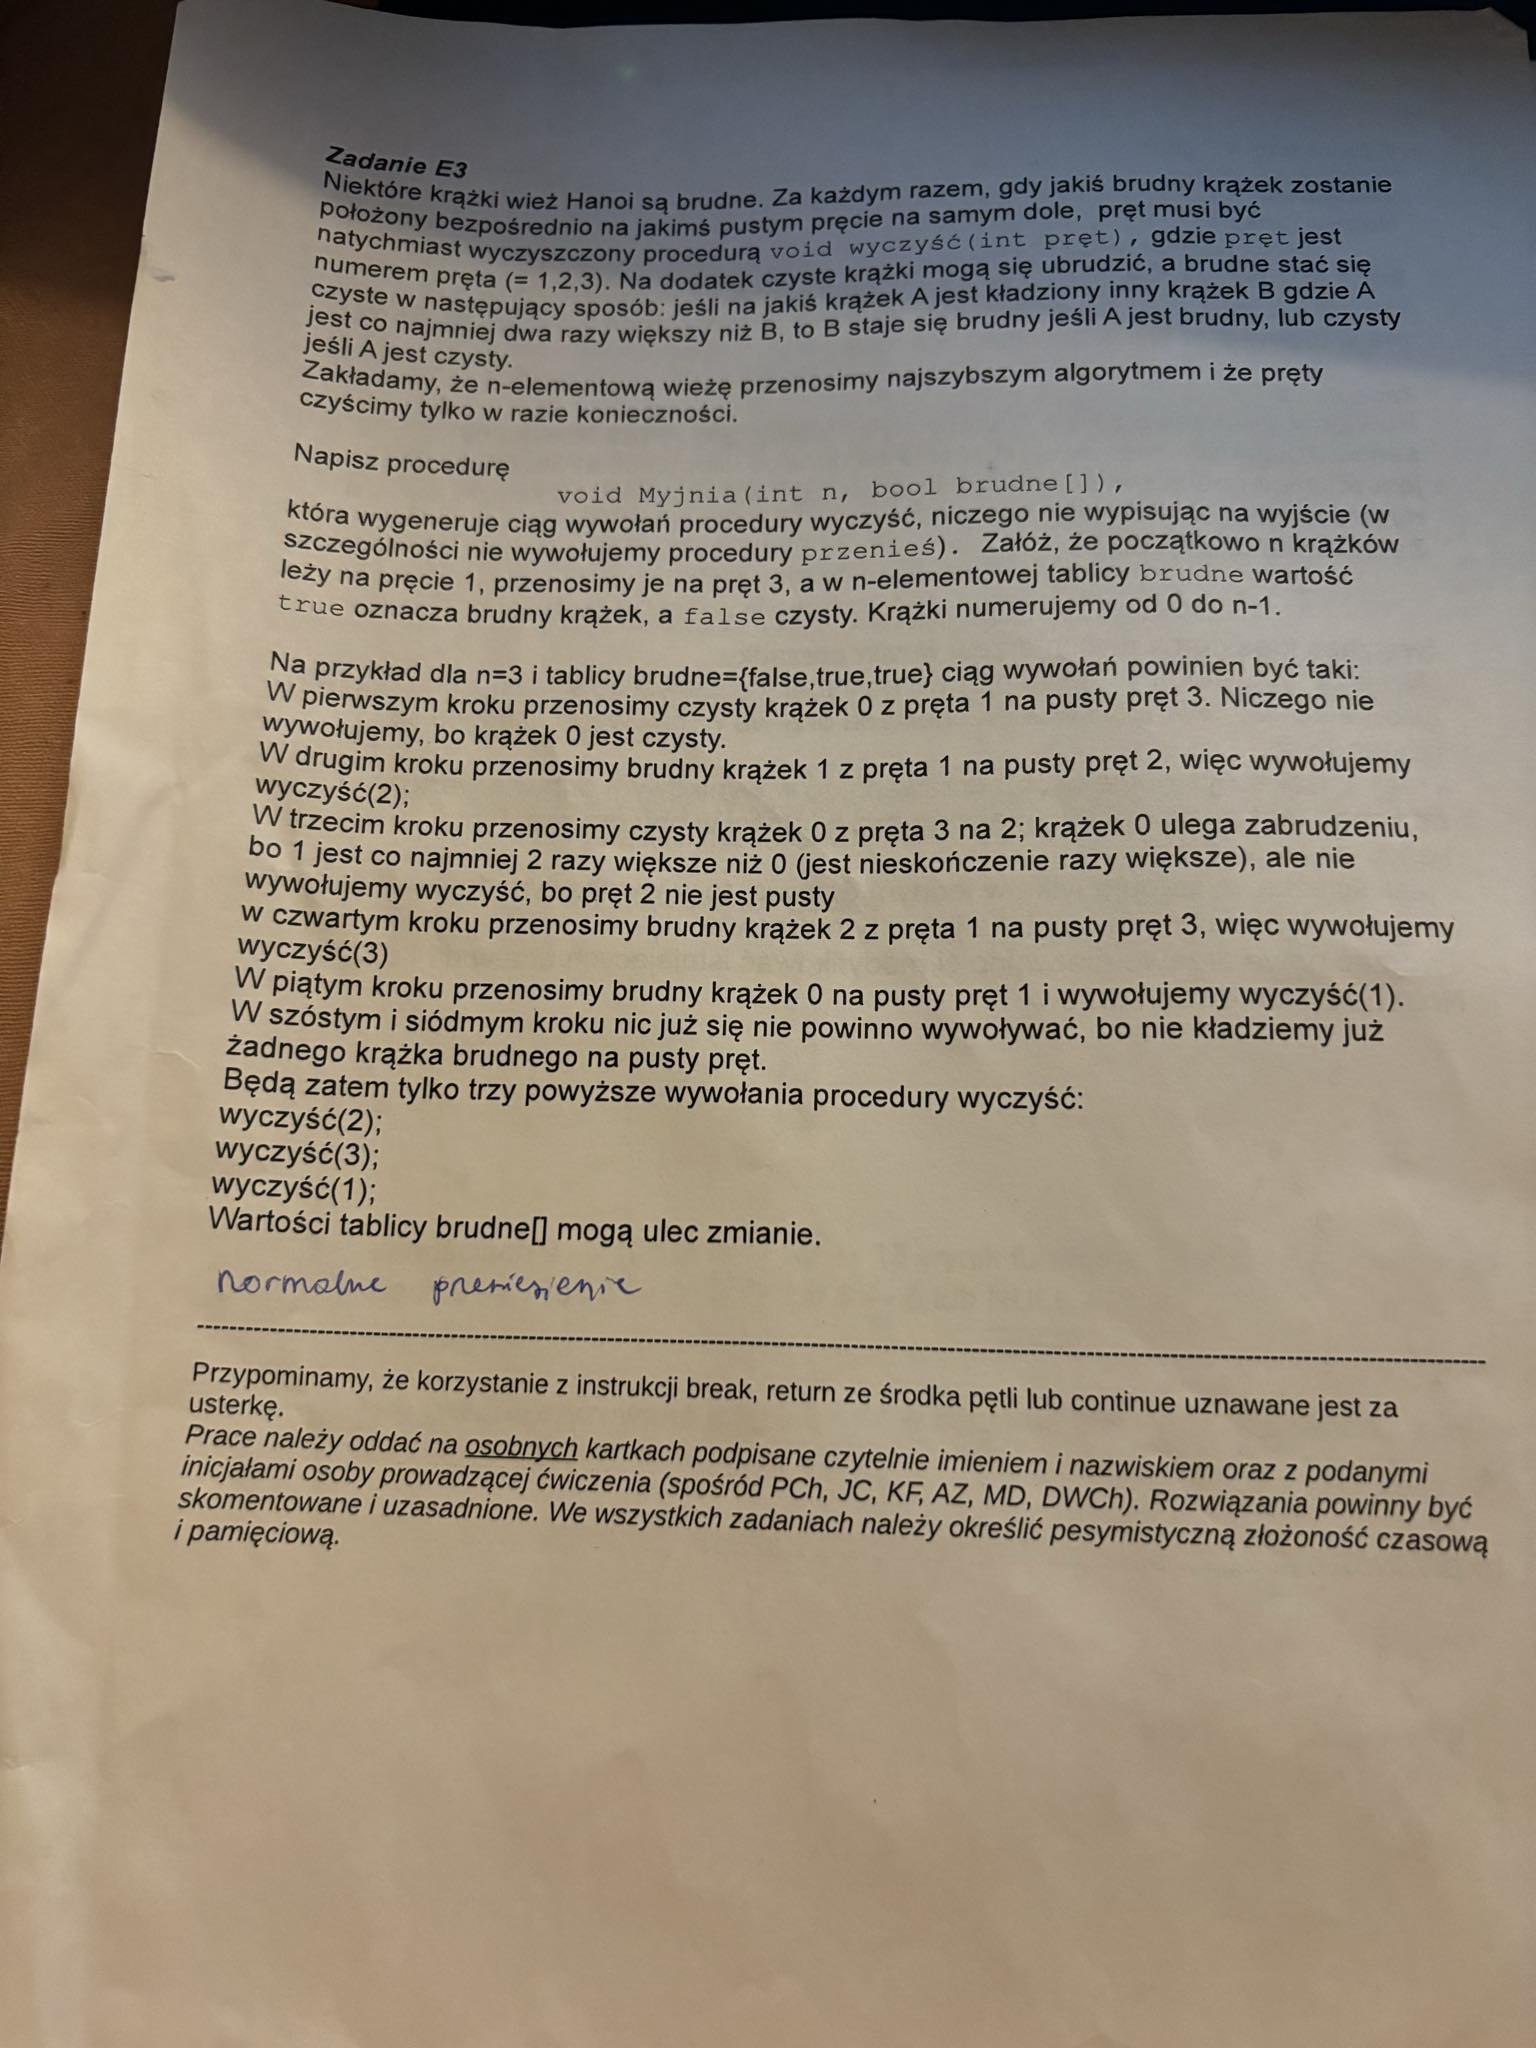 Zadanie E3
Niektóre krążki wież Hanoi są brudne. Za każdym razem, gdy jakiś brudny krążek zostanie
położony bezpośrednio na jakimś pustym pręcie na samym dole, pręt musi być
natychmiast wyczyszczony procedurą void wyczyść(int pręt), gdzie pręt jest
numerem pręta (= 1,2,3). Na dodatek czyste krążki mogą się ubrudzić, a brudne stać się
czyste w następujący sposób: jeśli na jakiś krążek A jest kładziony inny krążek B gdzie A
jest co najmniej dwa razy większy niż B, to B staje się brudny jeśli A jest brudny, lub czysty
jeśli A jest czysty.
Zakładamy, że n-elementową wieżę przenosimy najszybszym algorytmem i że pręty
czyścimy tylko w razie konieczności.
Napisz procedurę
void Myjnia(int n, bool brudne[]),
która wygeneruje ciąg wywołań procedury wyczyść, niczego nie wypisując na wyjście (w
szczególności nie wywołujemy procedury przenieś). Załóż, że początkowo n krążków
leży na pręcie 1, przenosimy je na pręt 3, a w n-elementowej tablicy brudne wartość
true oznacza brudny krążek, a false czysty. Krążki numerujemy od 0 do n-1.
Na przykład dla n=3 i tablicy brudne={false,true,true} ciąg wywołań powinien być taki:
W pierwszym kroku przenosimy czysty krążek 0 z pręta 1 na pusty pręt 3. Niczego nie
wywołujemy, bo krążek 0 jest czysty.
W drugim kroku przenosimy brudny krążek 1 z pręta 1 na pusty pręt 2, więc wywołujemy
wyczyść(2);
W trzecim kroku przenosimy czysty krążek 0 z pręta 3 na 2; krążek 0 ulega zabrudzeniu,
bo 1 jest co najmniej 2 razy większe niż 0 (jest nieskończenie razy większe), ale nie
wywołujemy wyczyść, bo pręt 2 nie jest pusty
w czwartym kroku przenosimy brudny krążek 2 z pręta 1 na pusty pręt 3, więc wywołujemy
wyczyść(3)
W piątym kroku przenosimy brudny krążek 0 na pusty pręt 1 i wywołujemy wyczyść(1).
W szóstym i siódmym kroku nic już się nie powinno wywoływać, bo nie kładziemy już
żadnego krążka brudnego na pusty pręt.
Będą zatem tylko trzy powyższe wywołania procedury wyczyść:
wyczyść(2);
wyczyść(3);
wyczyść(1);
Wartości tablicy brudne[] mogą ulec zmianie.
normalne przeniesienie
Przypominamy, że korzystanie z instrukcji break, return ze środka pętli lub continue uznawane jest za
usterkę.
Prace należy oddać na osobnych kartkach podpisane czytelnie imieniem i nazwiskiem oraz z podanymi
inicjałami osoby prowadzącej ćwiczenia (spośród PCh, JC, KF, AZ, MD, DWCh). Rozwiązania powinny być
skomentowane i uzasadnione. We wszystkich zadaniach należy określić pesymistyczną złożoność czasową
i pamięciową.